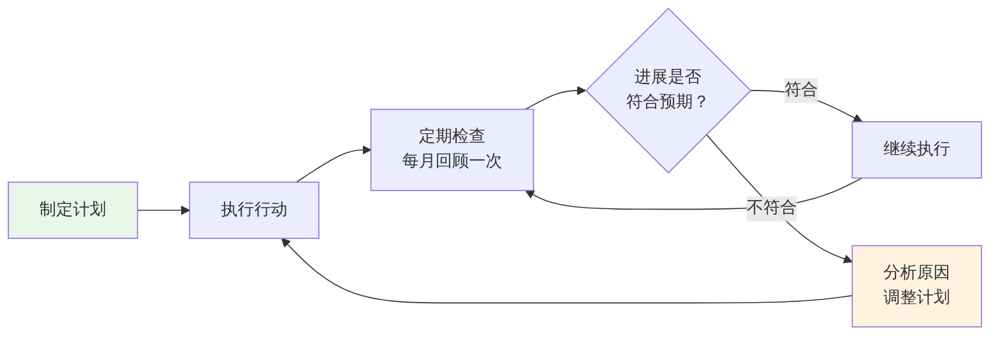 制定计划
执行行动
定期检查
每月回顾一次
进展是否
符合预期？
符合
不符合
继续执行
分析原因
调整计划